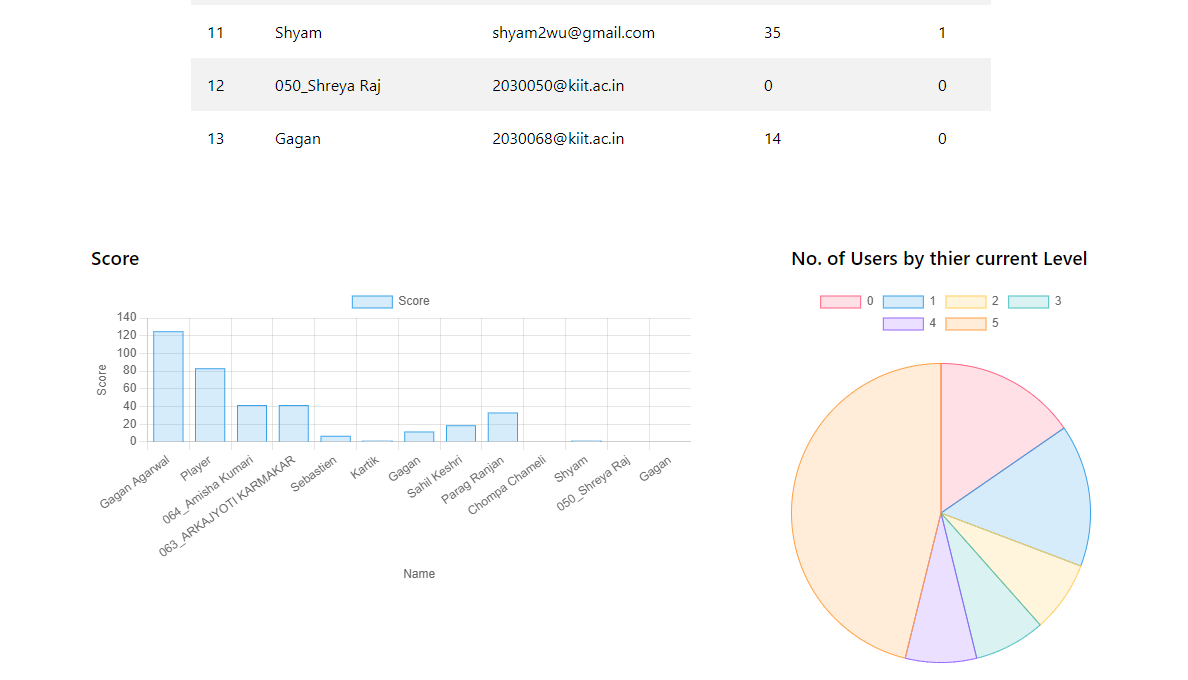 11 Shyam shyam2wu@gmail.com 35 1
12 050_Shreya Raj 2030050@kiit.ac.in 0 0
13 Gagan 2030068@kiit.ac.in 14 0
Score
Score
140
120
100
80
60
40
20
0
Score
Gagan Agarwal
Player
064_Amisha Kumari
063_ARKAJYOTI KARMAKAR
Sebastien
Kartik
Gagan
Sahil Keshri
Parag Ranjan
Chompa Chameli
Shyam
050_Shreya Raj
Gagan
Name
No. of Users by thier current Level
0 1 2 3
4 5